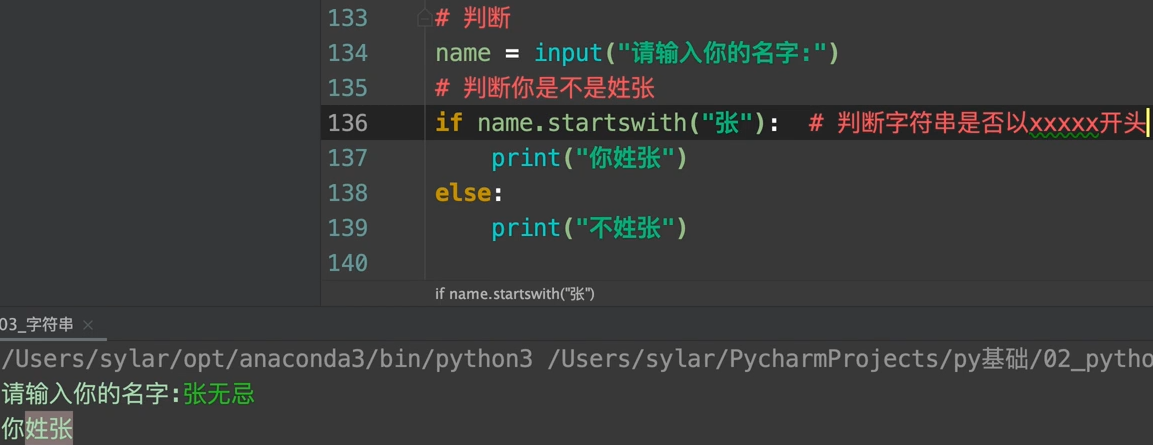 133 # 判断
134 name = input("请输入你的名字:")
135 # 判断你是不是姓张
136 if name.startswith("张"):  # 判断字符串是否以xxxxx开头
137     print("你姓张")
138 else:
139     print("不姓张")
140
if name.startswith("张")
03_字符串 ×
/Users/sylar/opt/anaconda3/bin/python3 /Users/sylar/PycharmProjects/py基础/02_pytho
请输入你的名字:张无忌
你姓张